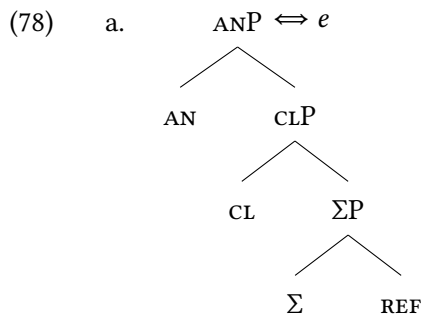 (78) a. ANP ⇔ e
AN CLP
CL ΣP
Σ REF